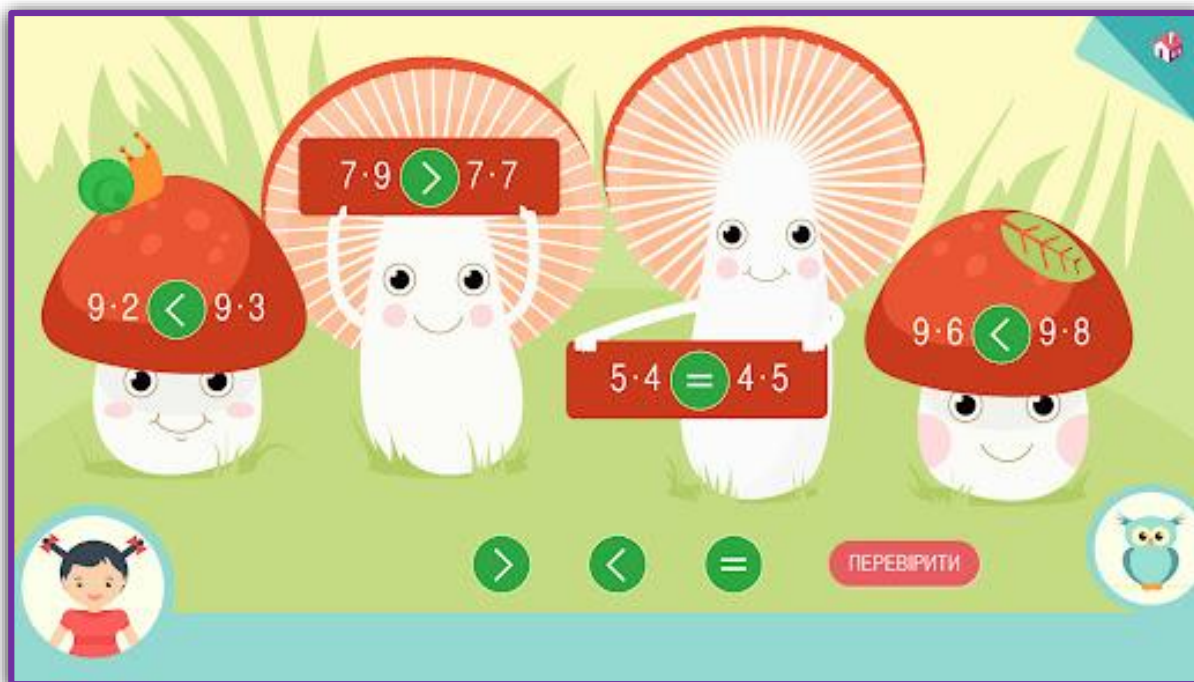 9·2 < 9·3
7·9 > 7·7
5·4 = 4·5
9·6 < 9·8
> < =
ПЕРЕВІРИТИ